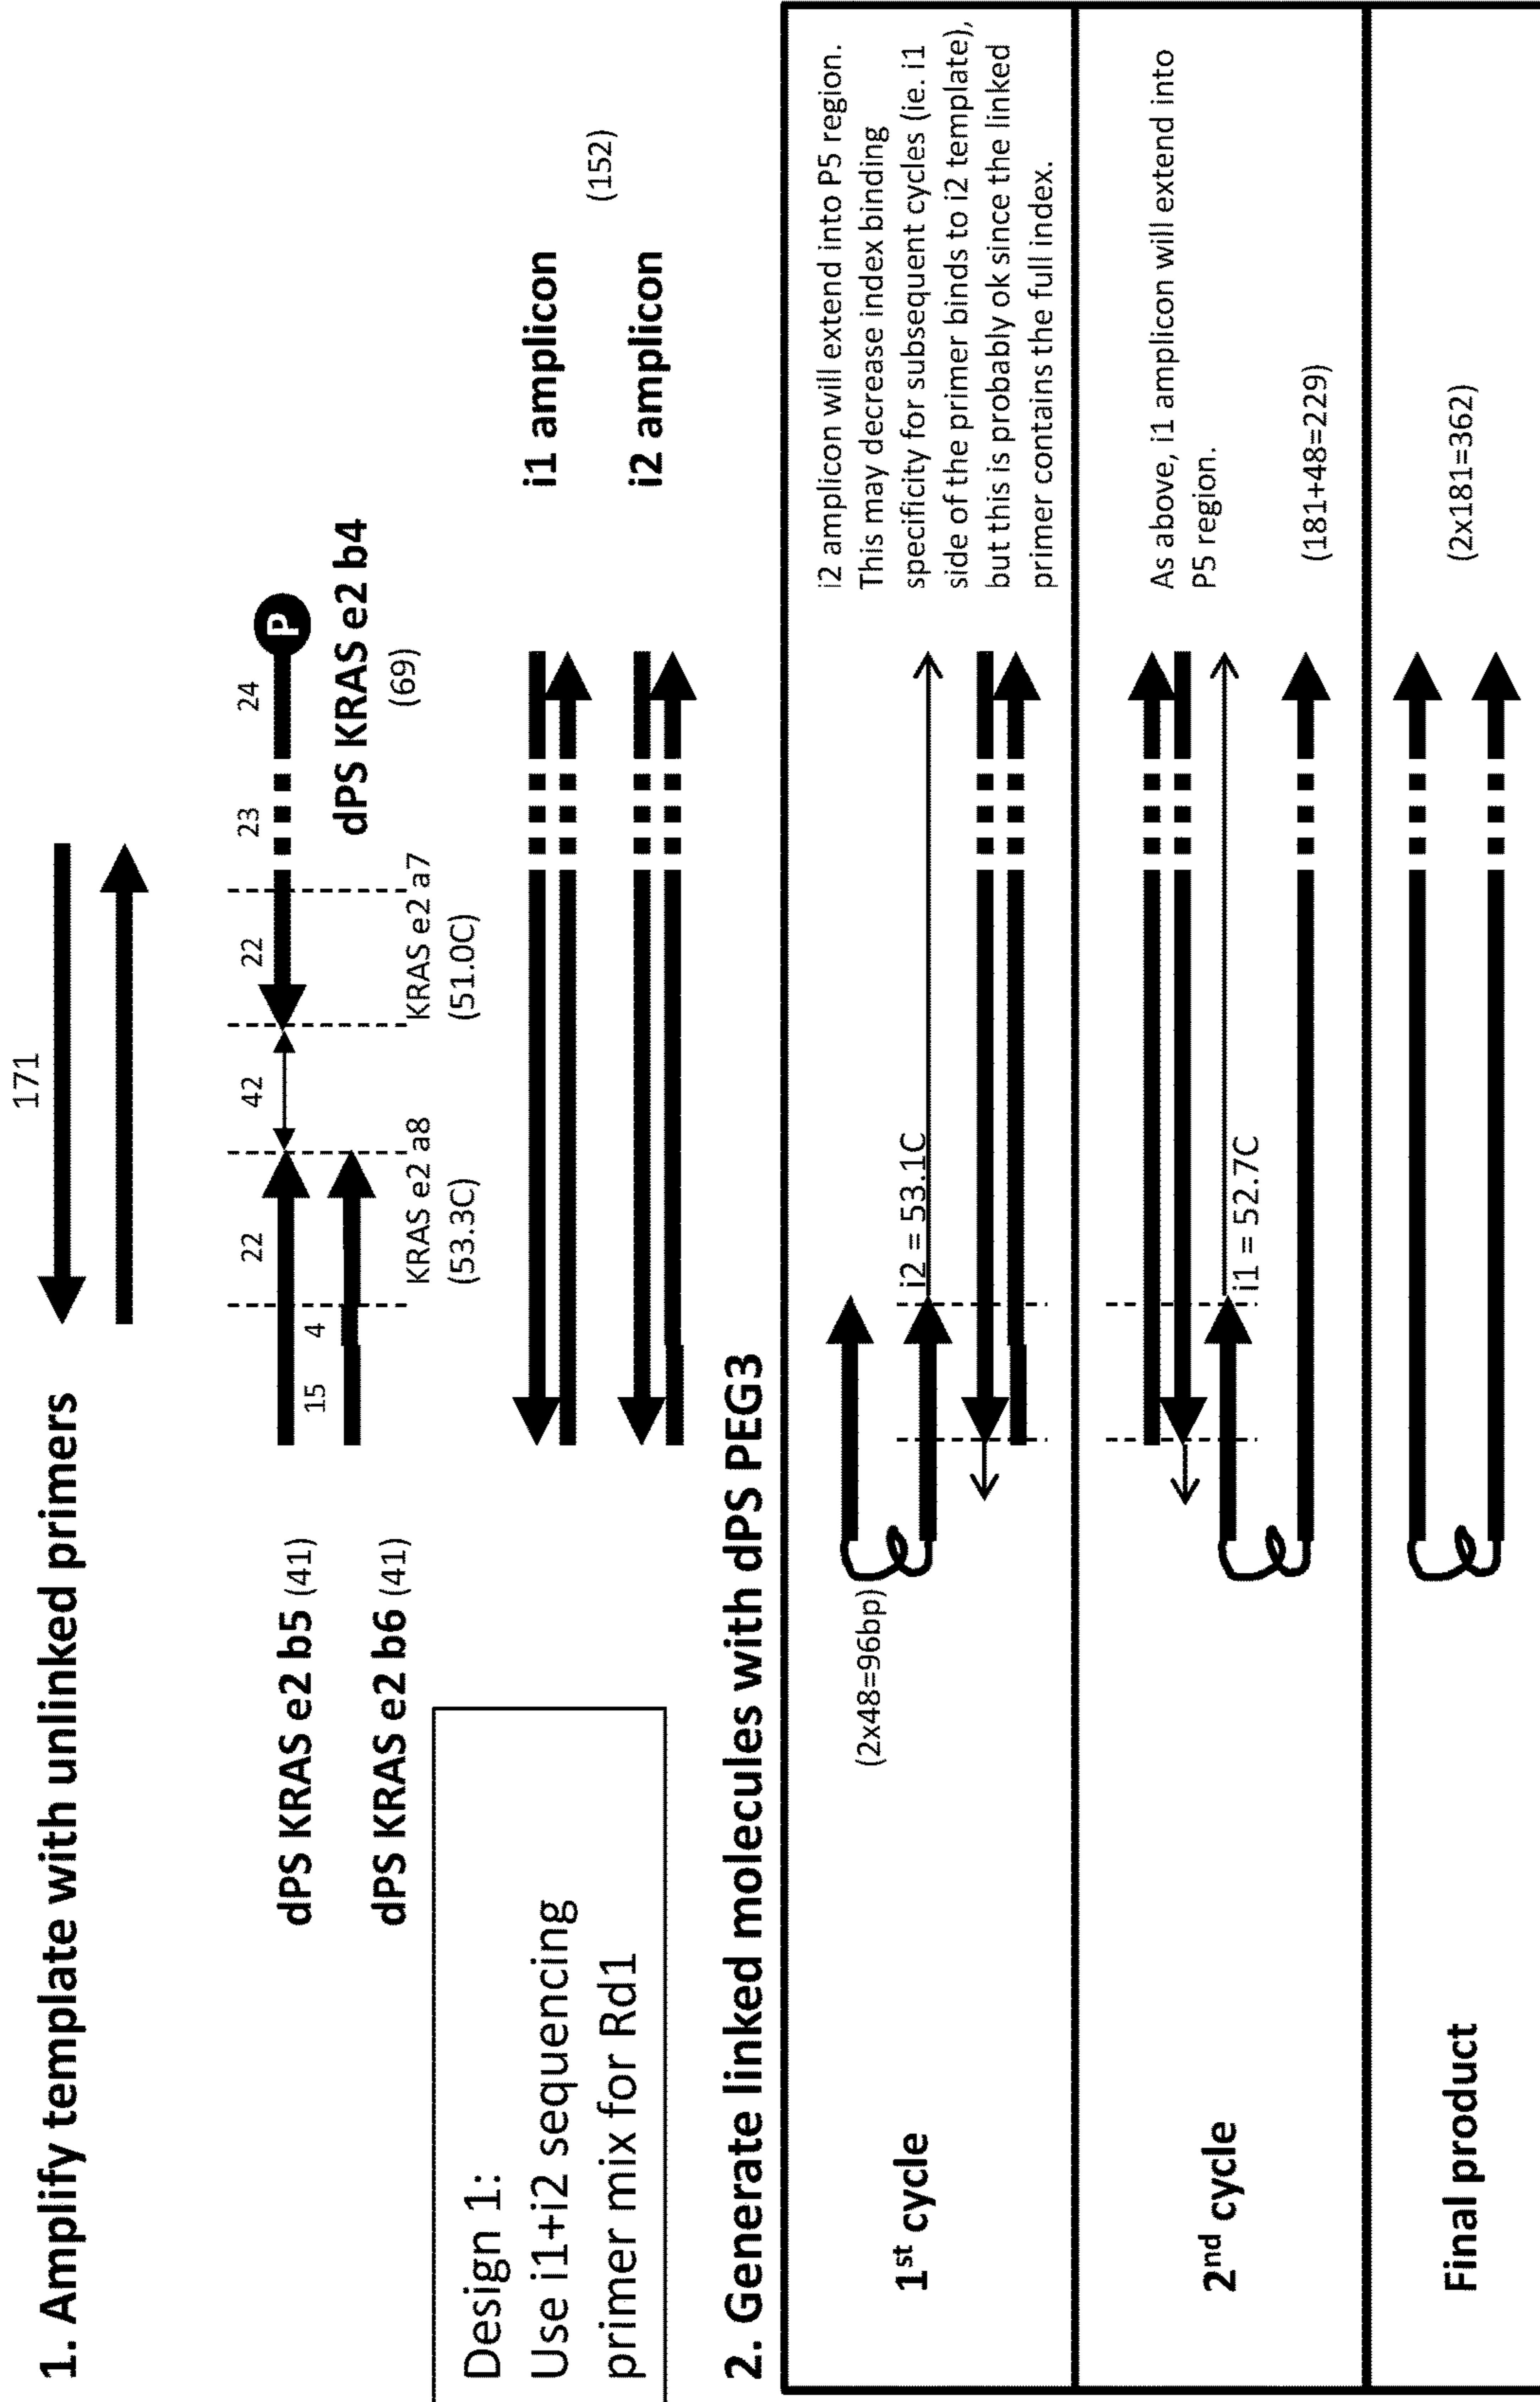 1. Amplify template with unlinked primers
171
dPS KRAS e2 b5 (41)
dPS KRAS e2 b6 (41)
15
4
22
42
22
23
24
P
KRAS e2 a8
(53.3C)
KRAS e2 a7
(51.0C)
dPS KRAS e2 b4
(69)
Design 1:
Use i1+i2 sequencing
primer mix for Rd1
i1 amplicon
(152)
i2 amplicon
2. Generate linked molecules with dPS PEG3
1st cycle
(2x48=96bp)
i2 = 53.1C
i2 amplicon will extend into P5 region.
This may decrease index binding
specificity for subsequent cycles (ie. i1
side of the primer binds to i2 template),
but this is probably ok since the linked
primer contains the full index.
2nd cycle
i1 = 52.7C
As above, i1 amplicon will extend into
P5 region.
(181+48=229)
Final product
(2x181=362)